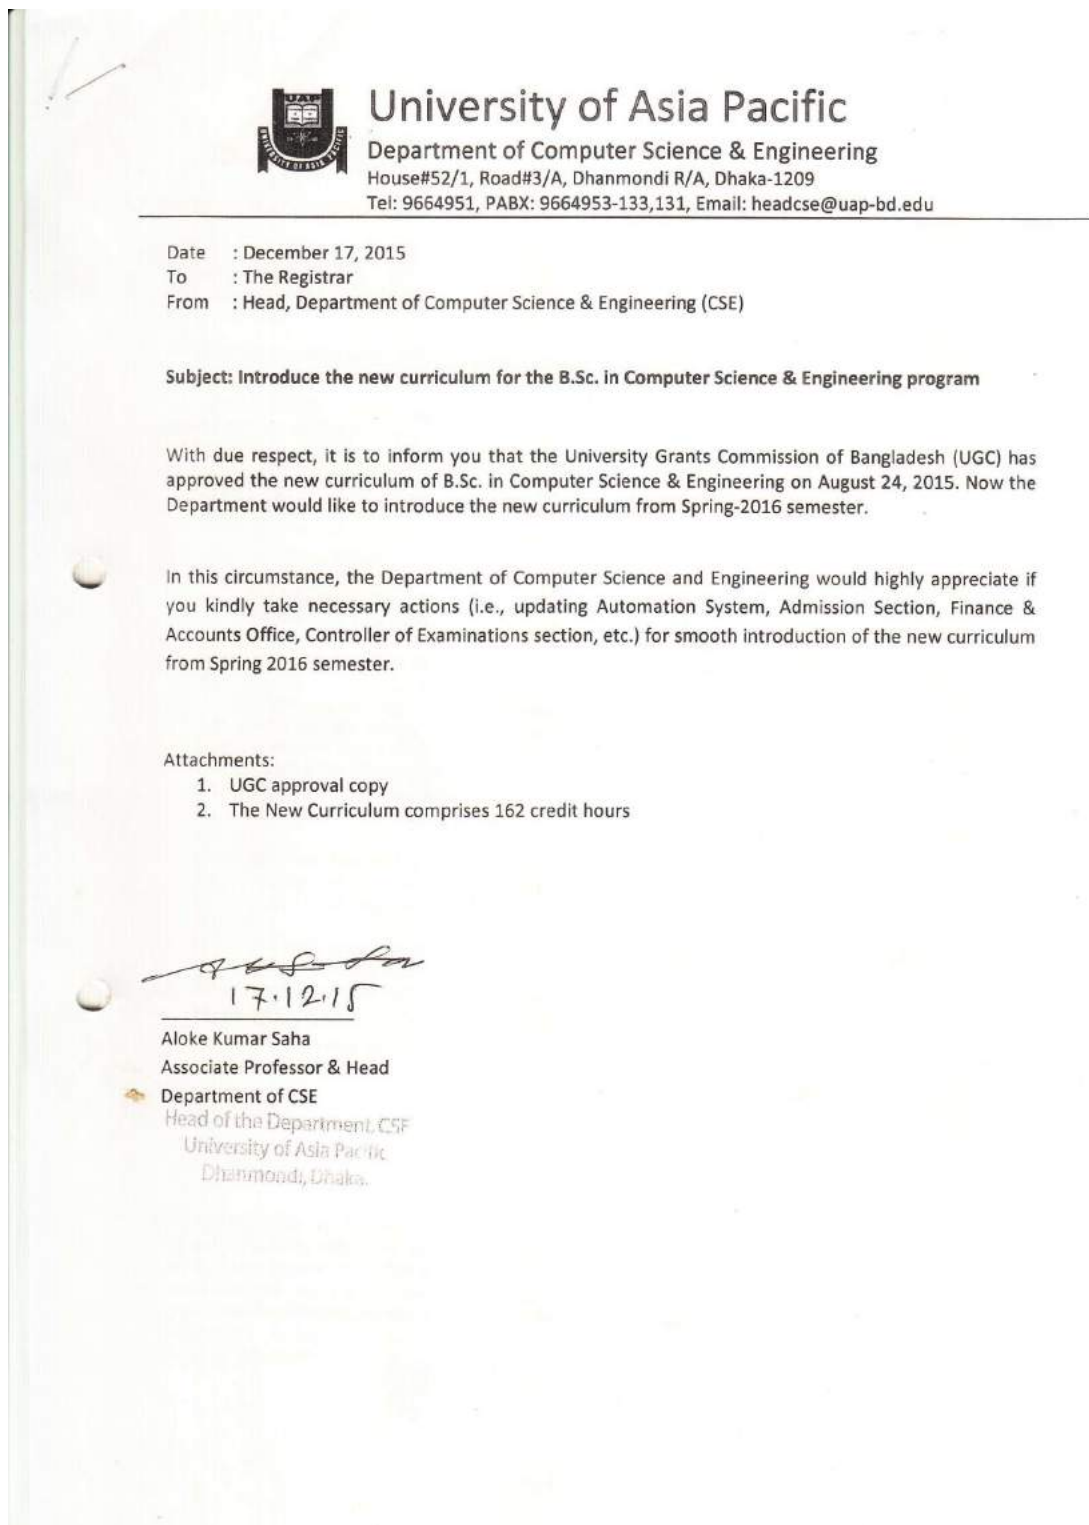 University of Asia Pacific
UAP
UNIVERSITY OF ASIA PACIFIC
Department of Computer Science & Engineering
House#52/1, Road#3/A, Dhanmondi R/A, Dhaka-1209
Tel: 9664951, PABX: 9664953-133,131, Email: headcse@uap-bd.edu
Date : December 17, 2015
To : The Registrar
From : Head, Department of Computer Science & Engineering (CSE)
Subject: Introduce the new curriculum for the B.Sc. in Computer Science & Engineering program
With due respect, it is to inform you that the University Grants Commission of Bangladesh (UGC) has
approved the new curriculum of B.Sc. in Computer Science & Engineering on August 24, 2015. Now the
Department would like to introduce the new curriculum from Spring-2016 semester.
In this circumstance, the Department of Computer Science and Engineering would highly appreciate if
you kindly take necessary actions (i.e., updating Automation System, Admission Section, Finance &
Accounts Office, Controller of Examinations section, etc.) for smooth introduction of the new curriculum
from Spring 2016 semester.
Attachments:
1. UGC approval copy
2. The New Curriculum comprises 162 credit hours
17.12.15
Aloke Kumar Saha
Associate Professor & Head
Department of CSE
Head of the Department, CSE
University of Asia Pacific
Dhanmondi, Dhaka.